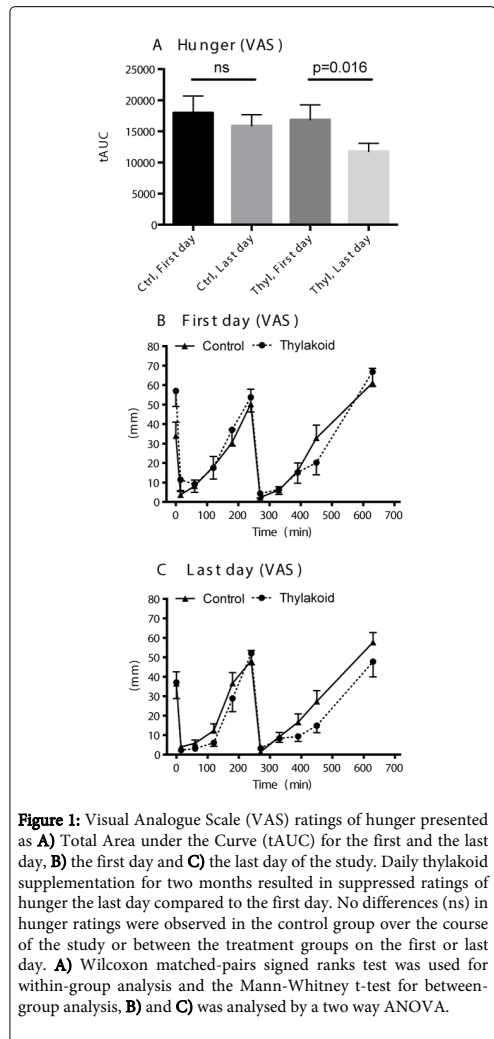 A Hunger (VAS)
ns
p=0.016
25000
20000
15000
10000
5000
0
tAUC
Ctrl, First day
Ctrl, Last day
Thyl, First day
Thyl, Last day
B First day (VAS)
Control
Thylakoid
80
70
60
50
40
30
20
10
0
(mm)
0 100 200 300 400 500 600 700
Time (min)
C Last day (VAS)
Control
Thylakoid
80
70
60
50
40
30
20
10
0
(mm)
0 100 200 300 400 500 600 700
Time (min)
Figure 1: Visual Analogue Scale (VAS) ratings of hunger presented
as A) Total Area under the Curve (tAUC) for the first and the last
day, B) the first day and C) the last day of the study. Daily thylakoid
supplementation for two months resulted in suppressed ratings of
hunger the last day compared to the first day. No differences (ns) in
hunger ratings were observed in the control group over the course
of the study or between the treatment groups on the first or last
day. A) Wilcoxon matched-pairs signed ranks test was used for
within-group analysis and the Mann-Whitney t-test for between-
group analysis, B) and C) was analysed by a two way ANOVA.